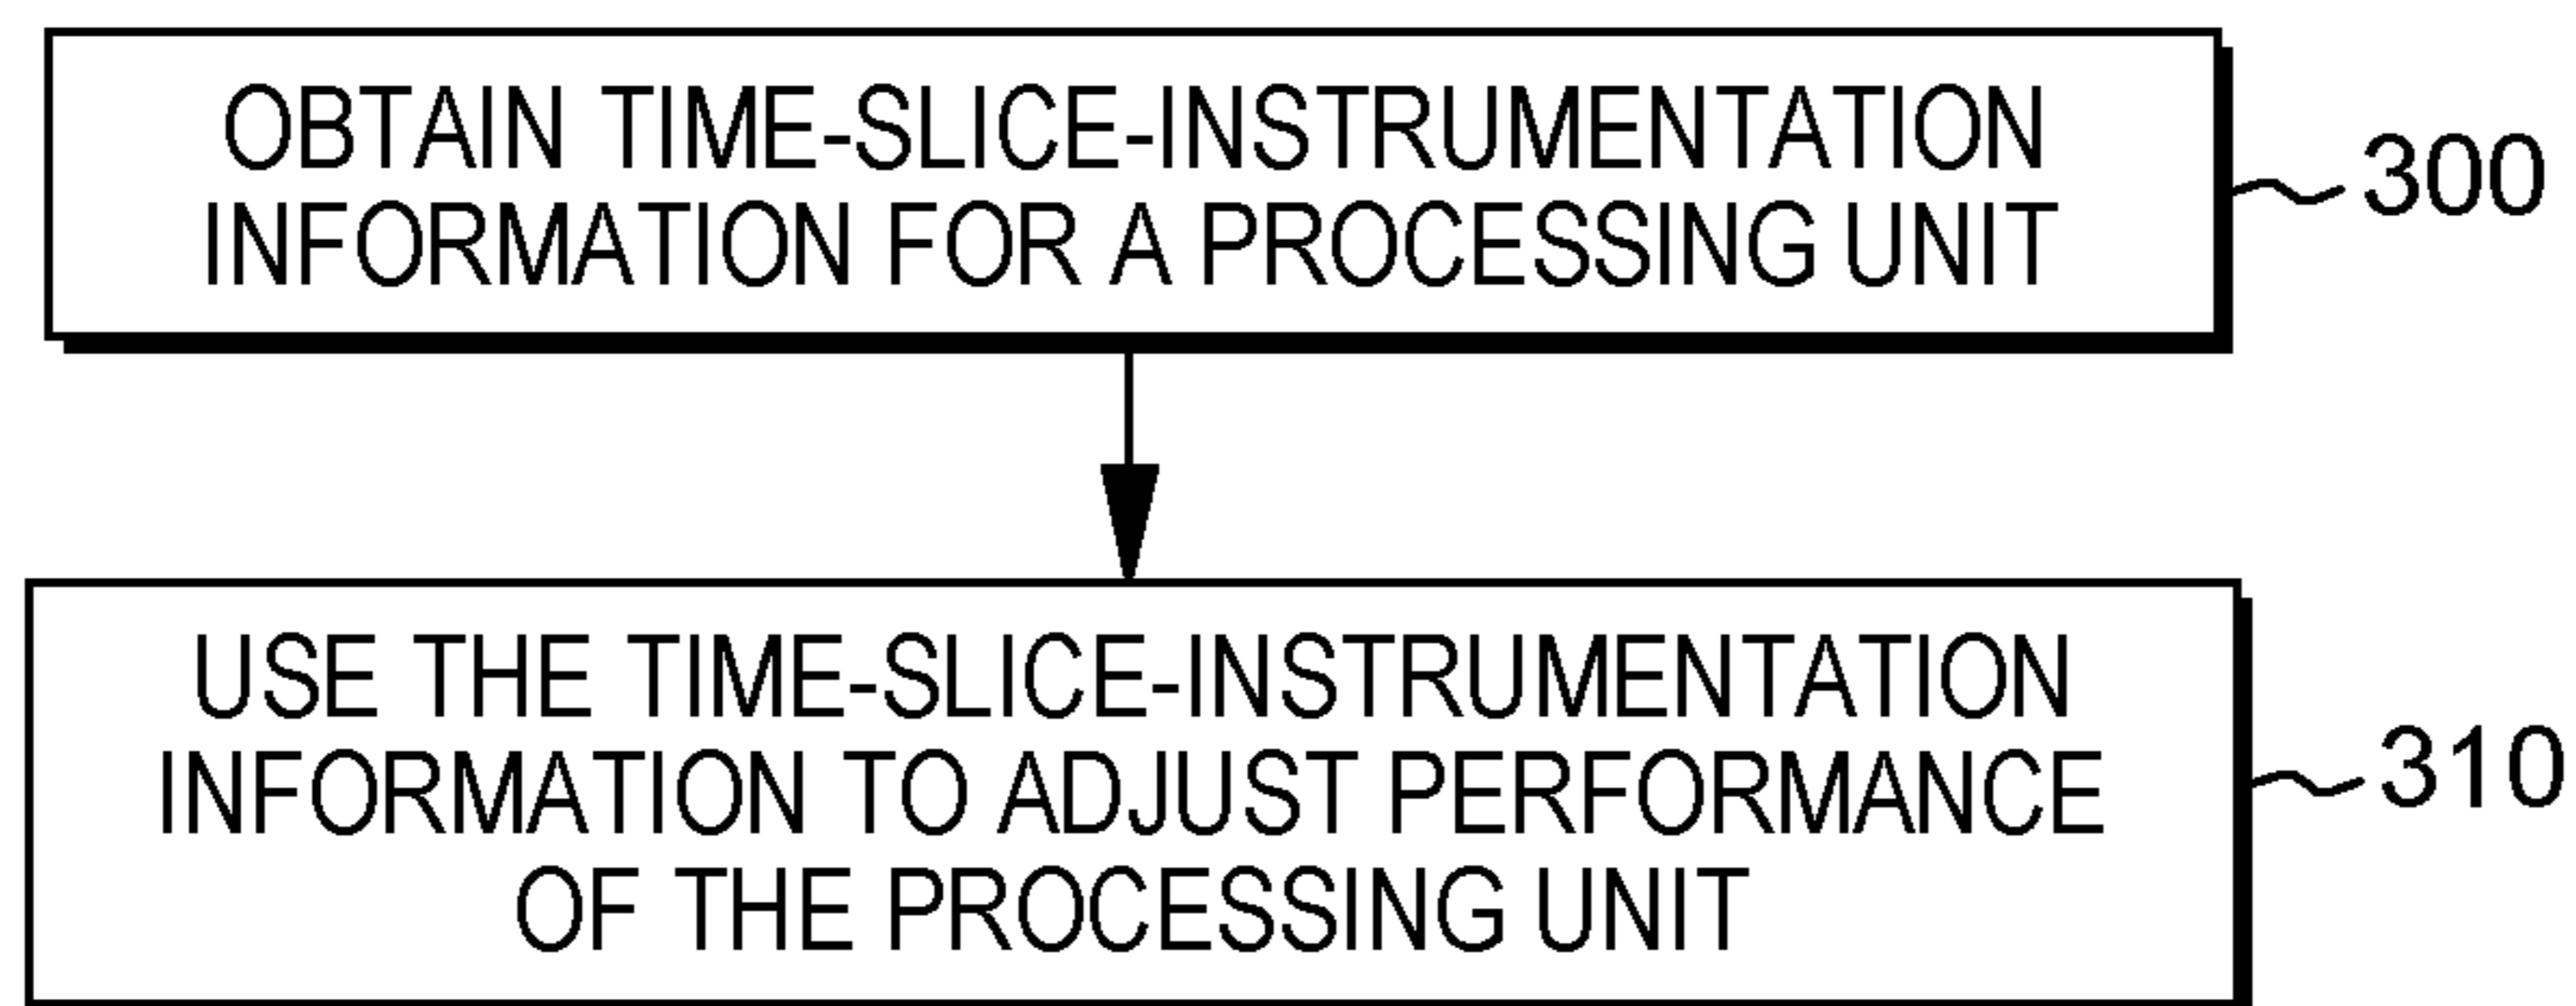 OBTAIN TIME-SLICE-INSTRUMENTATION
INFORMATION FOR A PROCESSING UNIT
300
USE THE TIME-SLICE-INSTRUMENTATION
INFORMATION TO ADJUST PERFORMANCE
OF THE PROCESSING UNIT
310